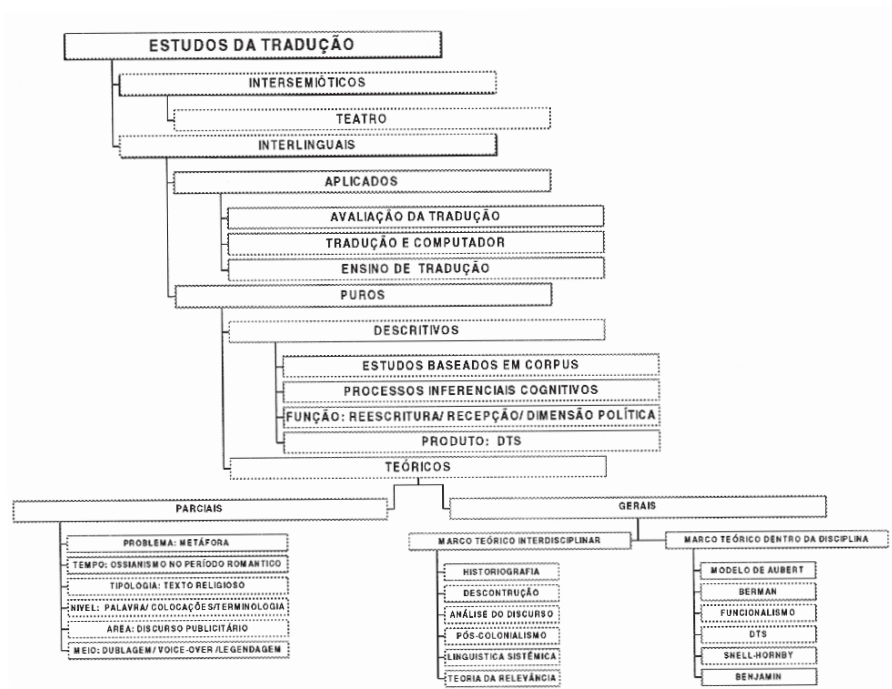 ESTUDOS DA TRADUÇÃO
INTERSEMIÓTICOS
TEATRO
INTERLINGUAIS
APLICADOS
AVALIAÇÃO DA TRADUÇÃO
TRADUÇÃO E COMPUTADOR
ENSINO DE TRADUÇÃO
PUROS
DESCRITIVOS
ESTUDOS BASEADOS EM CORPUS
PROCESSOS INFERENCIAIS COGNITIVOS
FUNÇÃO: REESCRITURA/ RECEPÇÃO/ DIMENSÃO POLÍTICA
PRODUTO: DTS
TEÓRICOS
PARCIAIS
PROBLEMA: METÁFORA
TEMPO: OSSIANISMO NO PERÍODO ROMANTICO
TIPOLOGIA: TEXTO RELIGIOSO
NIVEL: PALAVRA/ COLOCAÇÕES/TERMINOLOGIA
AREA: DISCURSO PUBLICITÁRIO
MEIO: DUBLAGEM/ VOICE-OVER /LEGENDAGEM
GERAIS
MARCO TEÓRICO INTERDISCIPLINAR
HISTORIOGRAFIA
DESCONTRUÇÃO
ANÁLISE DO DISCURSO
PÓS-COLONIALISMO
LINGUISTICA SISTÊMICA
TEORIA DA RELEVÂNCIA
MARCO TEÓRICO DENTRO DA DISCIPLINA
MODELO DE AUBERT
BERMAN
FUNCIONALISMO
DTS
SNELL-HORNBY
BENJAMIN